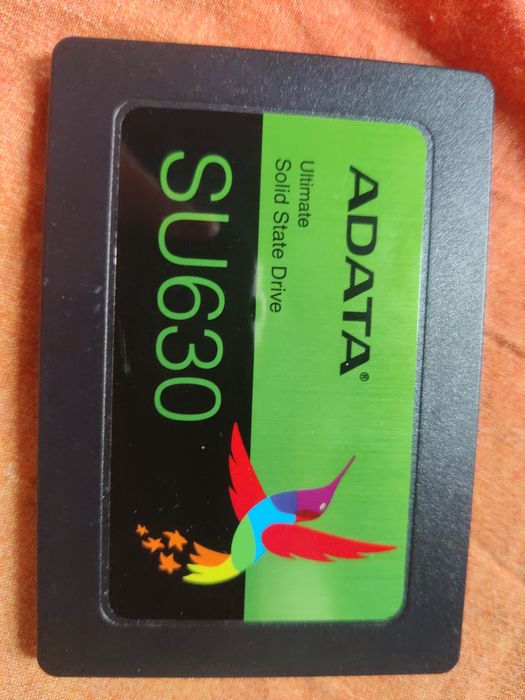 ADATA®
Ultimate
Solid State Drive
SU630